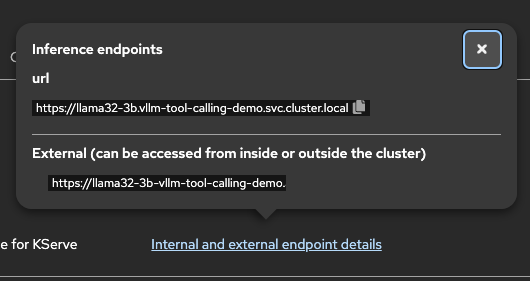 Inference endpoints
url
https://llama32-3b.vllm-tool-calling-demo.svc.cluster.local
External (can be accessed from inside or outside the cluster)
https://llama32-3b-vllm-tool-calling-demo.
e for KServe Internal and external endpoint details